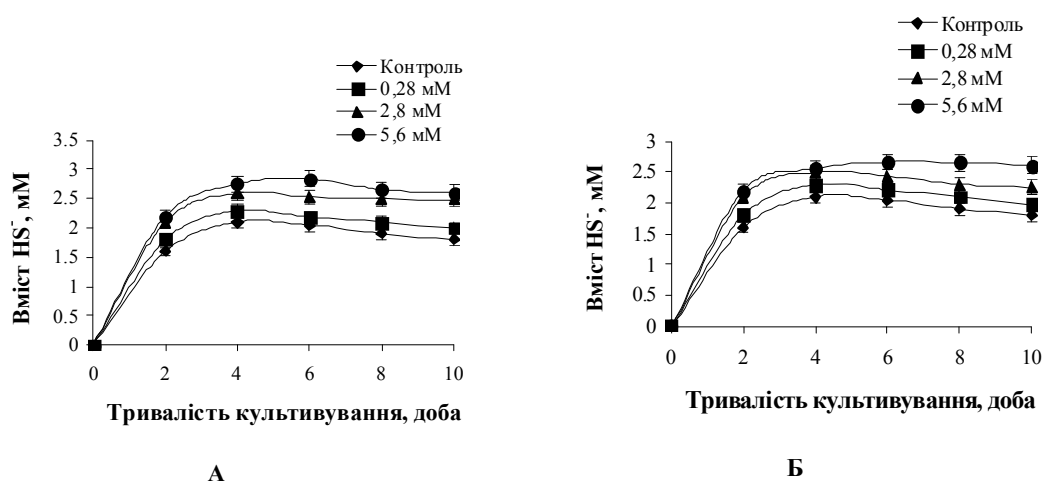 Контроль
0,28 мМ
2,8 мМ
5,6 мМ
3.5
3
2.5
2
1.5
1
0.5
0
Вміст HS⁻, мМ
0 2 4 6 8 10
Тривалість культивування, доба
А
Контроль
0,28 мМ
2,8 мМ
5,6 мМ
3
2.5
2
1.5
1
0.5
0
Вміст HS⁻, мМ
0 2 4 6 8 10
Тривалість культивування, доба
Б